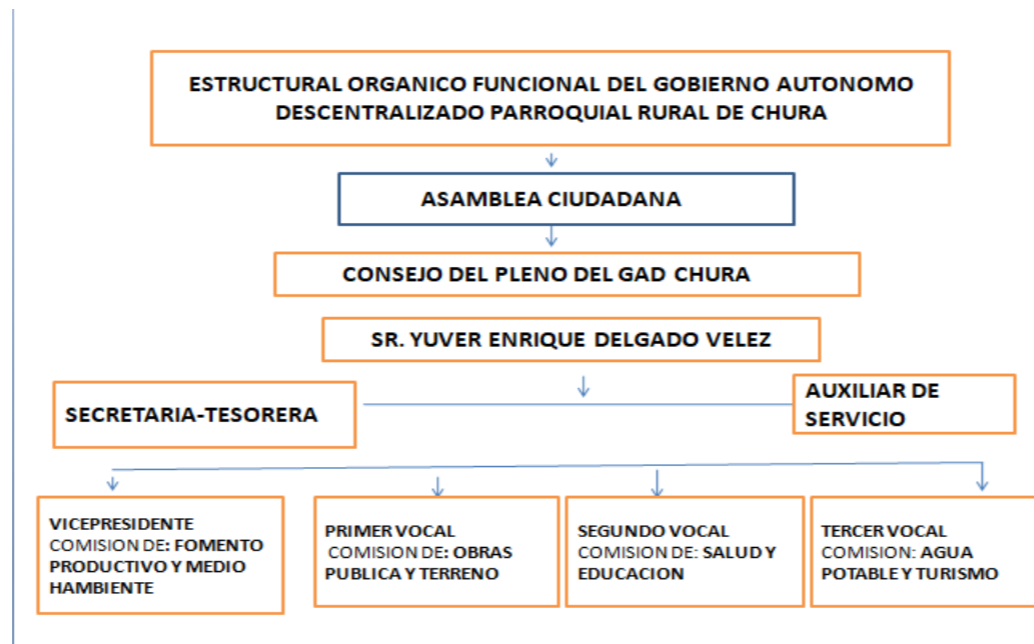 ESTRUCTURAL ORGANICO FUNCIONAL DEL GOBIERNO AUTONOMO
DESCENTRALIZADO PARROQUIAL RURAL DE CHURA
ASAMBLEA CIUDADANA
CONSEJO DEL PLENO DEL GAD CHURA
SR. YUVER ENRIQUE DELGADO VELEZ
SECRETARIA-TESORERA
AUXILIAR DE
SERVICIO
VICEPRESIDENTE
COMISION DE: FOMENTO
PRODUCTIVO Y MEDIO
HAMBIENTE
PRIMER VOCAL
COMISION DE: OBRAS
PUBLICA Y TERRENO
SEGUNDO VOCAL
COMISION DE: SALUD Y
EDUCACION
TERCER VOCAL
COMISION: AGUA
POTABLE Y TURISMO